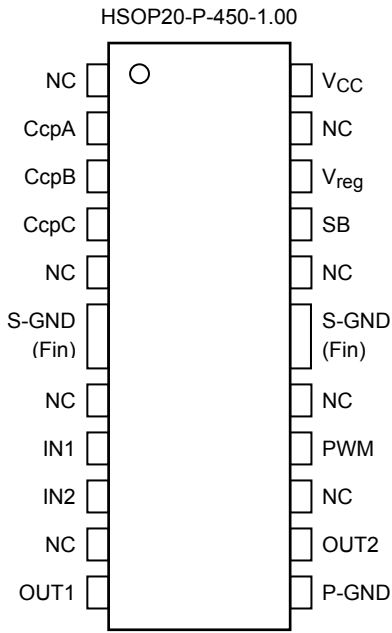 HSOP20-P-450-1.00
NC VCC
CcpA NC
CcpB Vreg
CcpC SB
NC NC
S-GND S-GND
(Fin) (Fin)
NC NC
IN1 PWM
IN2 NC
NC OUT2
OUT1 P-GND